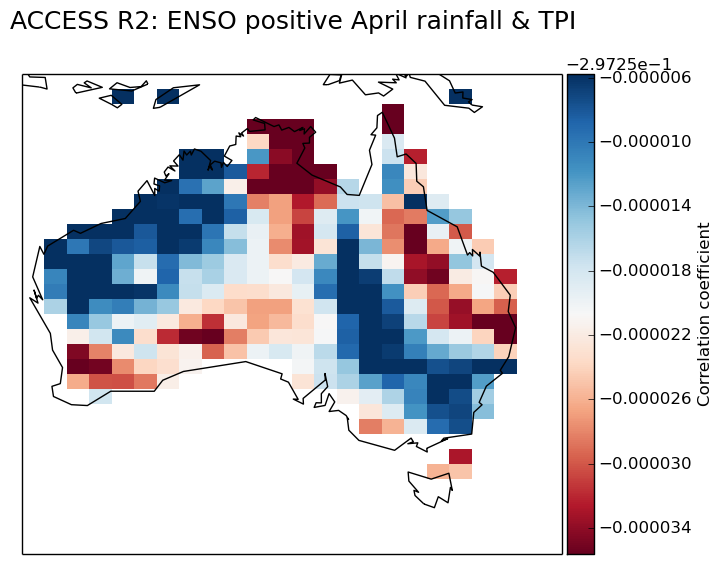 ACCESS R2: ENSO positive April rainfall & TPI
−2.9725e−1
−0.000006
−0.000010
−0.000014
−0.000018
−0.000022
−0.000026
−0.000030
−0.000034
Correlation coefficient